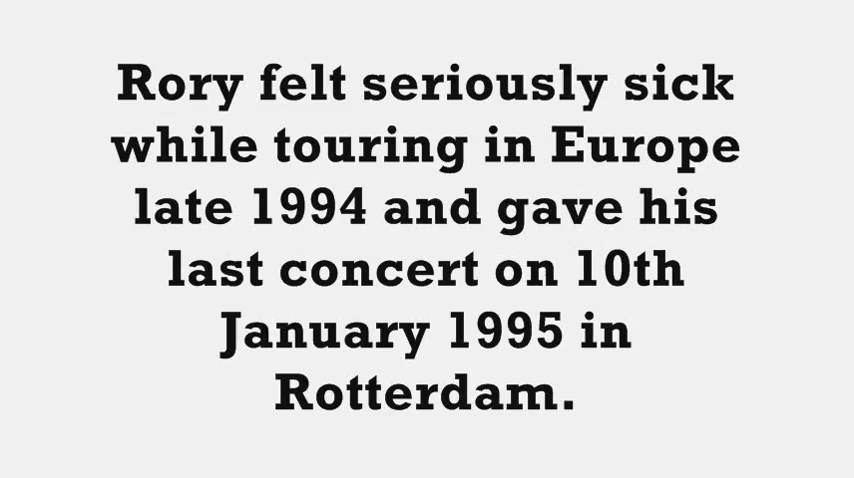 Rory felt seriously sick
while touring in Europe
late 1994 and gave his
last concert on 10th
January 1995 in
Rotterdam.